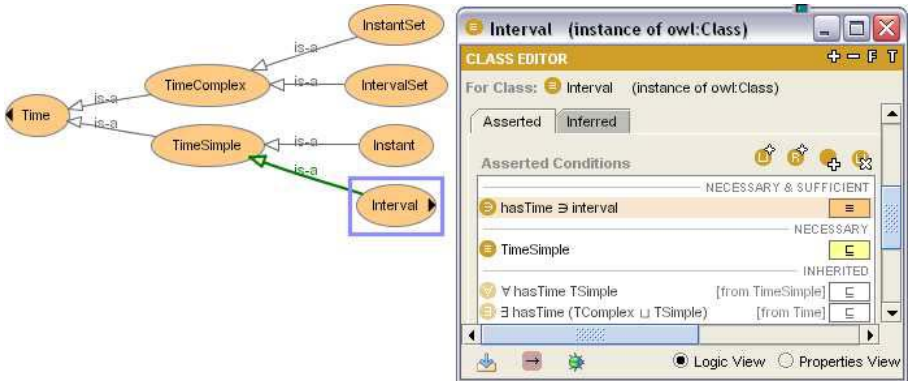 InstantSet
is-a
TimeComplex
is-a
IntervalSet
is-a
Time
is-a
TimeSimple
is-a
Instant
is-a
Interval
Interval (instance of owl:Class)
CLASS EDITOR
F T
For Class: Interval (instance of owl:Class)
Asserted Inferred
Asserted Conditions
NECESSARY & SUFFICIENT
hasTime ∋ interval ≡
NECESSARY
TimeSimple ⊑
INHERITED
∀ hasTime TSimple [from TimeSimple] ⊑
∃ hasTime (TComplex ⊔ TSimple) [from Time] ⊑
Logic View Properties View